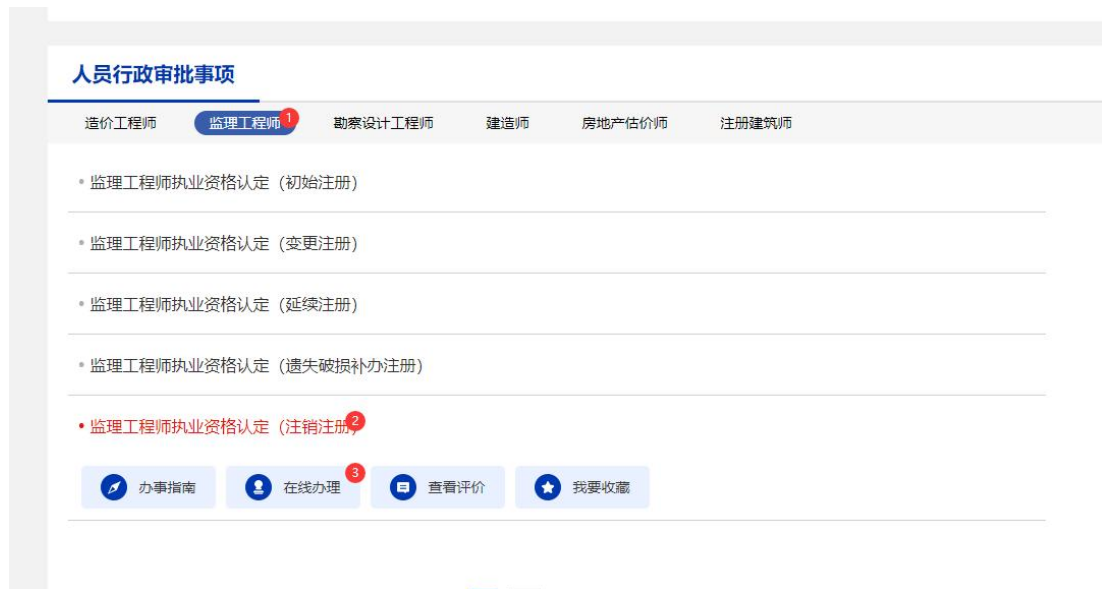 人员行政审批事项
造价工程师 监理工程师 1 勘察设计工程师 建造师 房地产估价师 注册建筑师
监理工程师执业资格认定（初始注册）
监理工程师执业资格认定（变更注册）
监理工程师执业资格认定（延续注册）
监理工程师执业资格认定（遗失破损补办注册）
监理工程师执业资格认定（注销注册） 2
办事指南 在线办理 3 查看评价 我要收藏